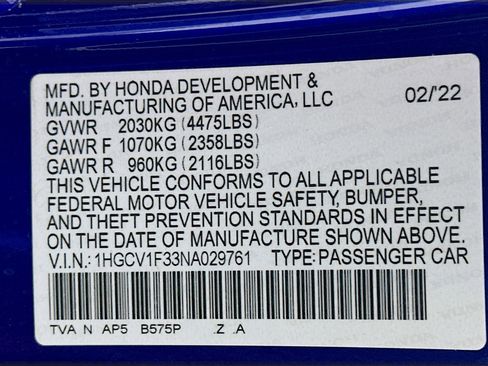 MFD. BY HONDA DEVELOPMENT &
MANUFACTURING OF AMERICA, LLC 02/'22
GVWR 2030KG (4475LBS)
GAWR F 1070KG (2358LBS)
GAWR R 960KG (2116LBS)
THIS VEHICLE CONFORMS TO ALL APPLICABLE
FEDERAL MOTOR VEHICLE SAFETY, BUMPER,
AND THEFT PREVENTION STANDARDS IN EFFECT
ON THE DATE OF MANUFACTURE SHOWN ABOVE.
V.I.N.: 1HGCV1F33NA029761 TYPE: PASSENGER CAR
TVA N AP5 B575P .Z .A